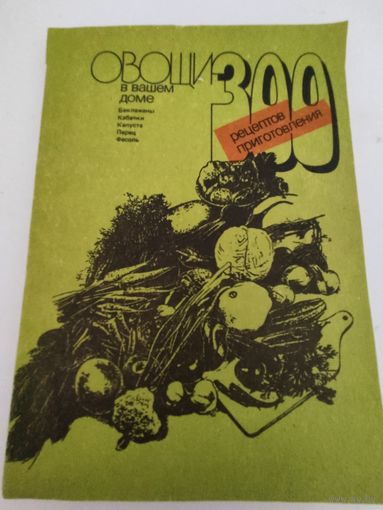 ОВОЩИ-300
в вашем
доме
Баклажаны
Кабачки
Капуста
Перец
Фасоль
рецептов
приготовления